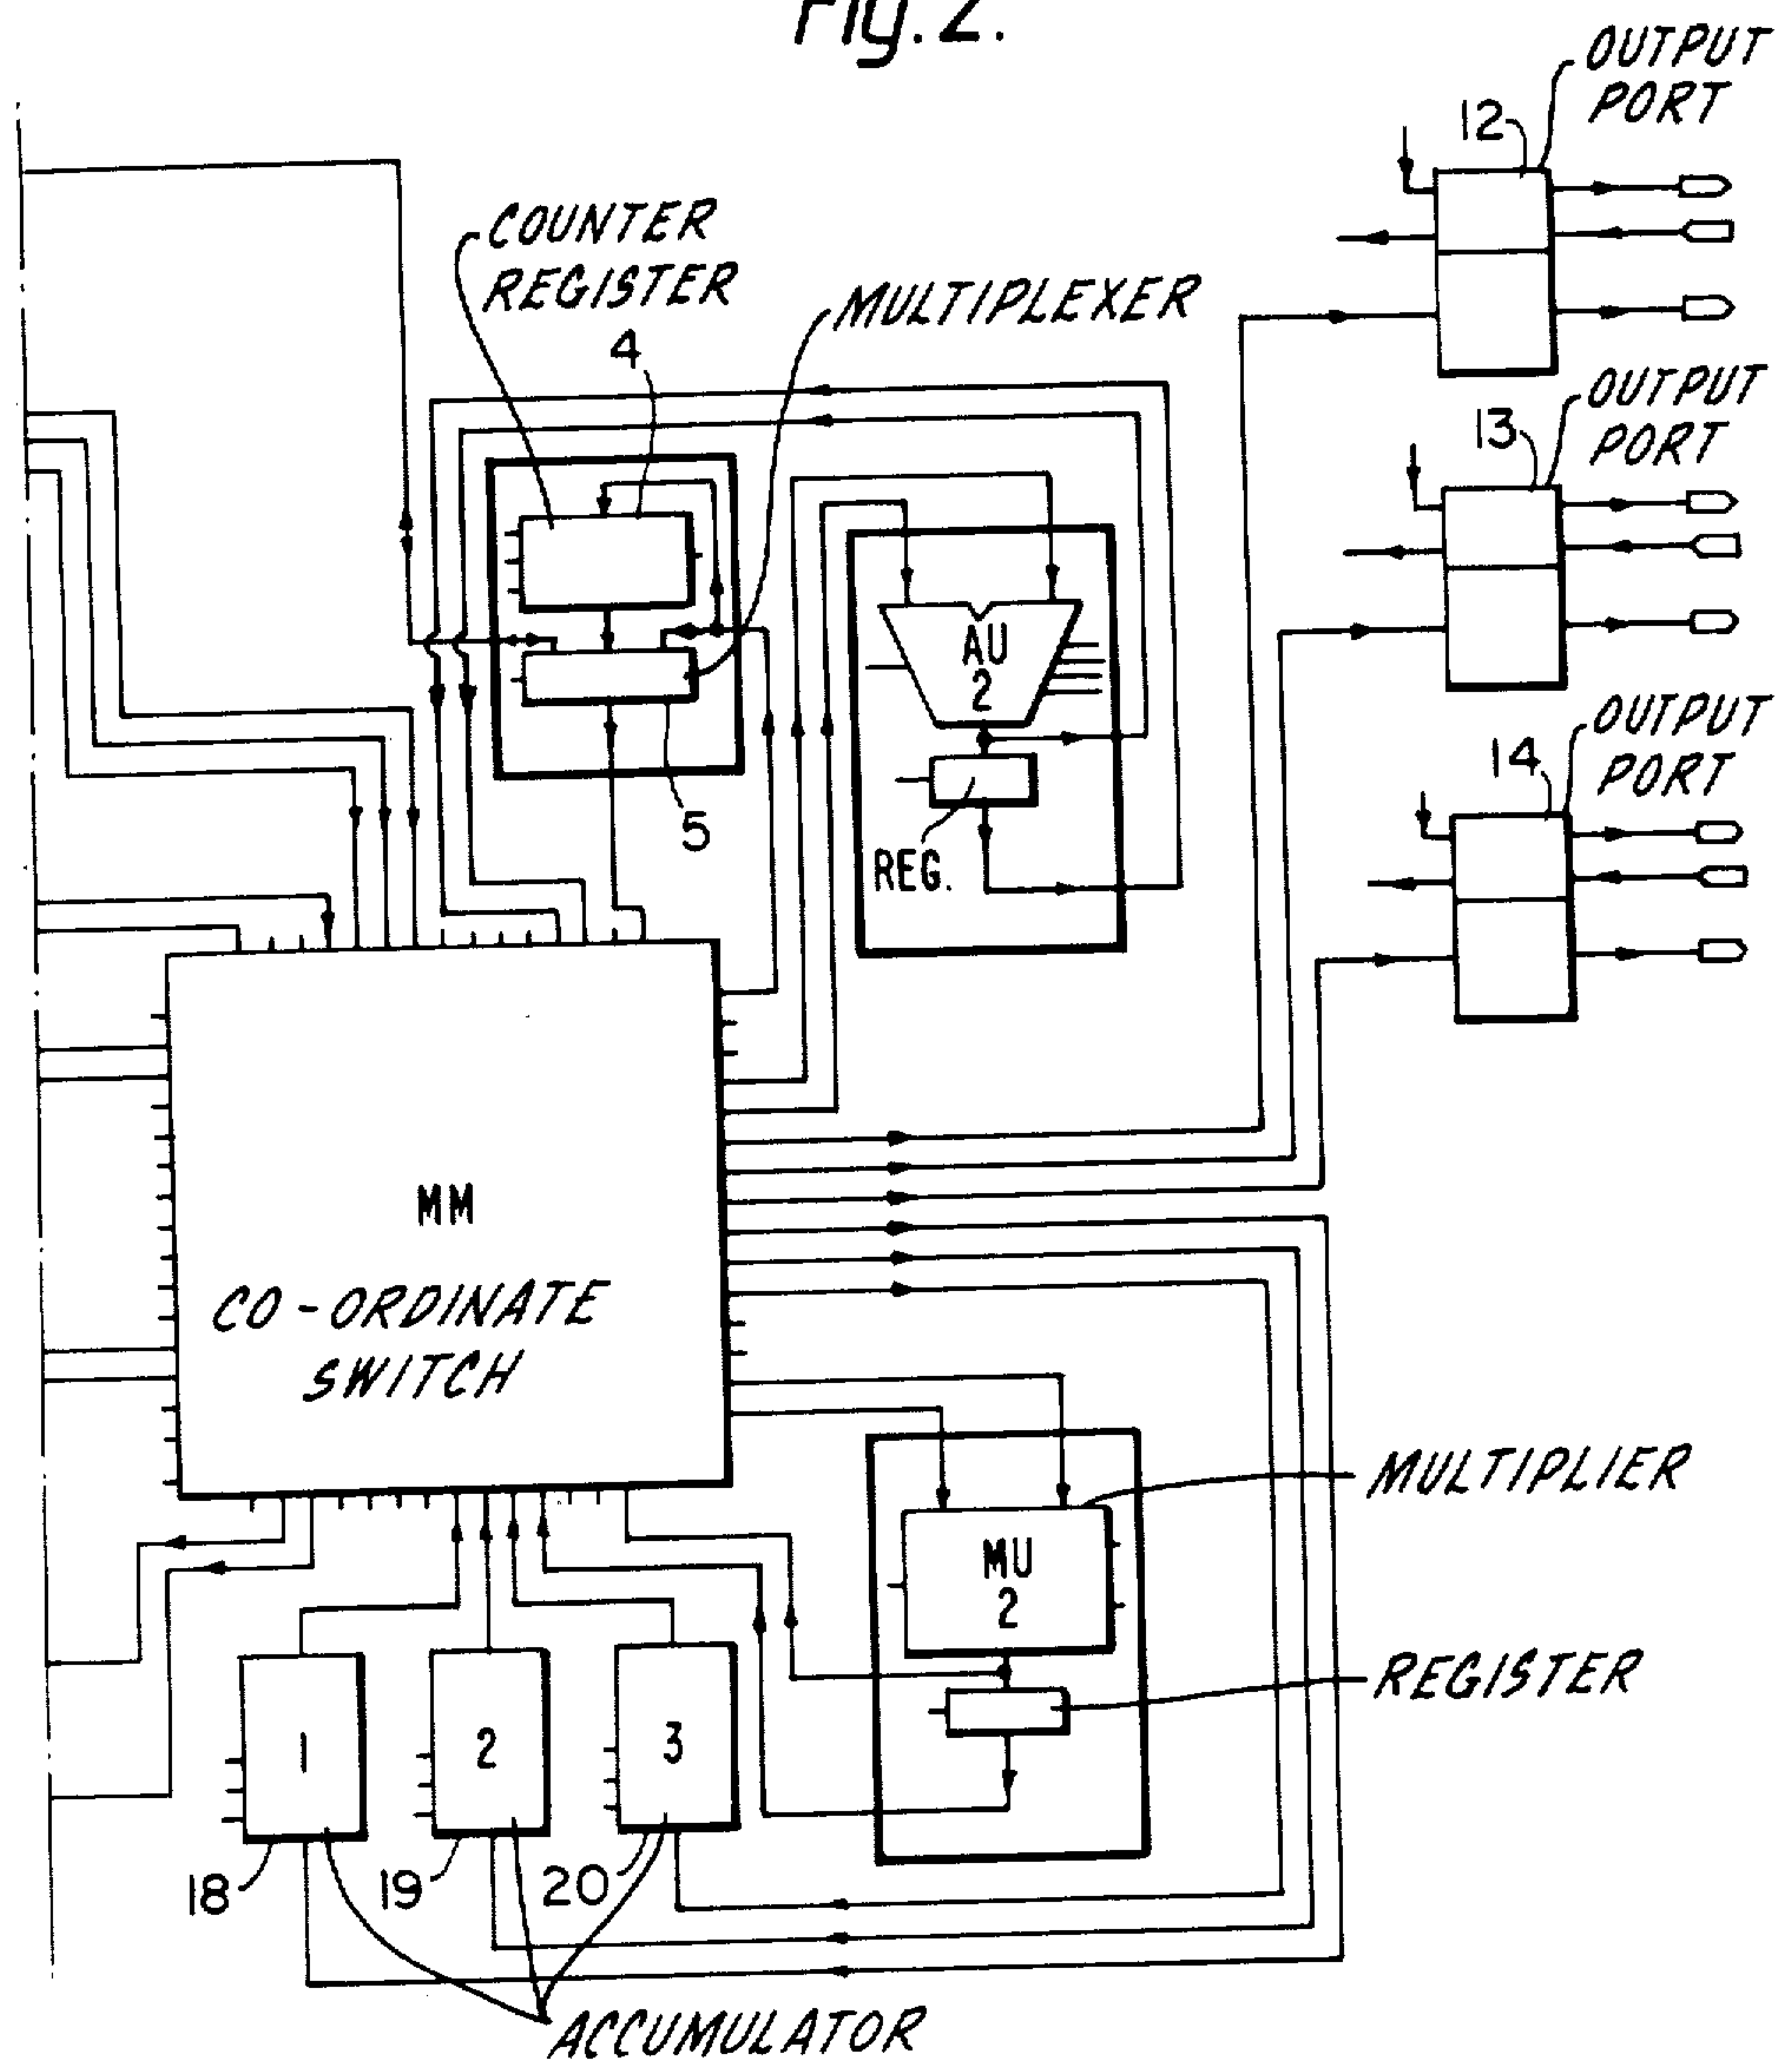 Fig. 2.
OUTPUT
PORT
12
COUNTER
REGISTER
MULTIPLEXER
4
OUTPUT
PORT
13
AU
2
OUTPUT
PORT
14
5
REG.
MM
CO-ORDINATE
SWITCH
MULTIPLIER
MU
2
REGISTER
1
2
3
18
19
20
ACCUMULATOR